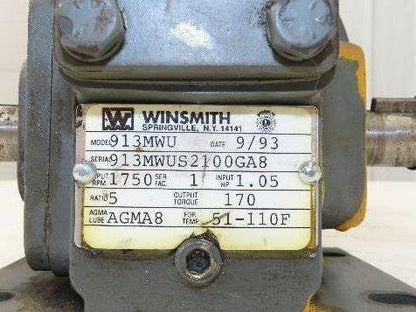 W WINSMITH
SPRINGVILLE, N.Y. 14141
MODEL 913MWU DATE 9/93
SERIAL 913MWUS2100GA8
INPUT RPM 1750 SER. FAC. 1 INPUT HP 1.05
RATIO 5 OUTPUT TORQUE 170
AGMA LUBE AGMA8 FOR TEMP 51-110F